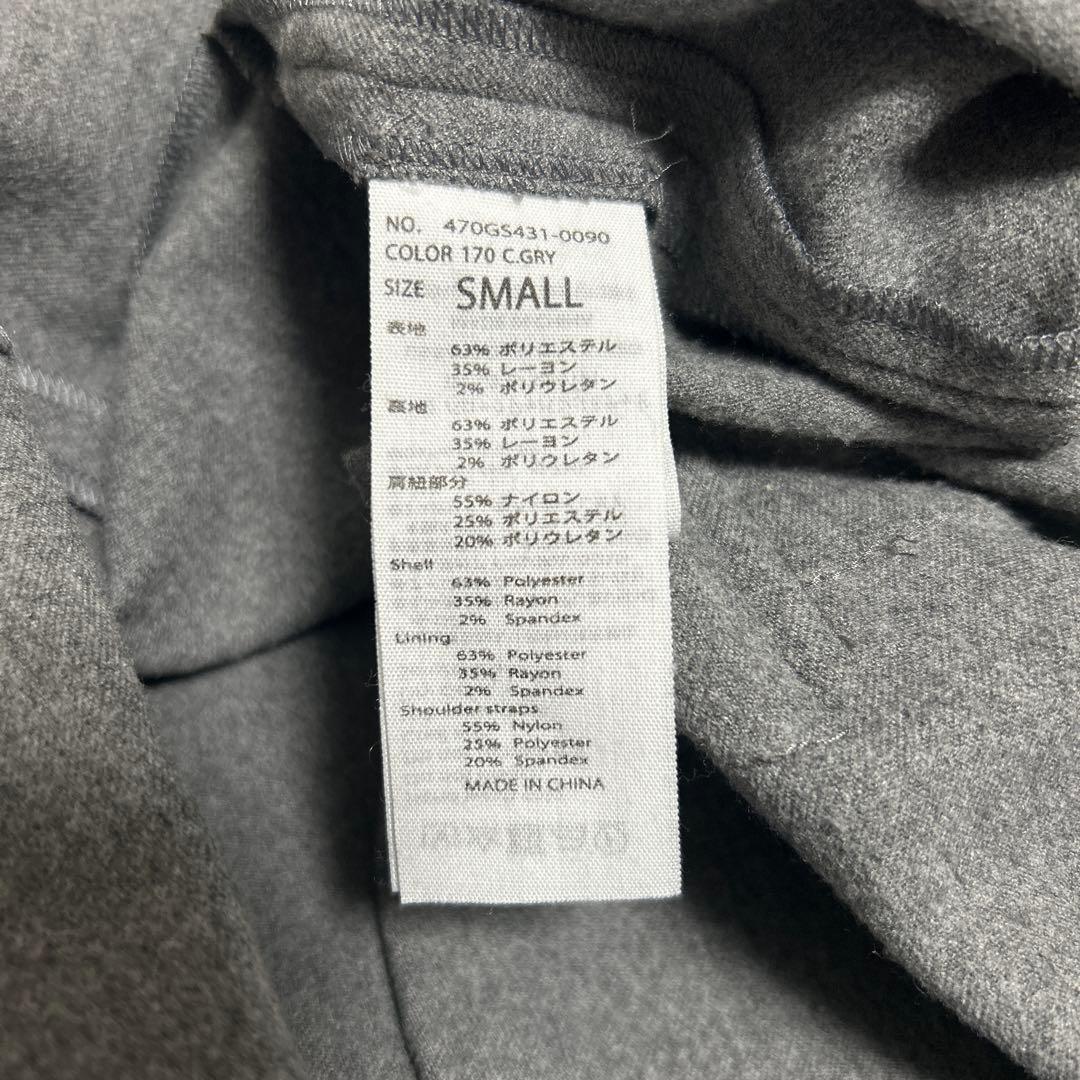 NO. 470GS431-0090
COLOR 170 C.GRY
SIZE SMALL
表地
63% ポリエステル
35% レーヨン
2% ポリウレタン
裏地
63% ポリエステル
35% レーヨン
2% ポリウレタン
肩紐部分
55% ナイロン
25% ポリエステル
20% ポリウレタン
Shell
63% Polyester
35% Rayon
2% Spandex
Lining
63% Polyester
35% Rayon
2% Spandex
Shoulder straps
55% Nylon
25% Polyester
20% Spandex
MADE IN CHINA